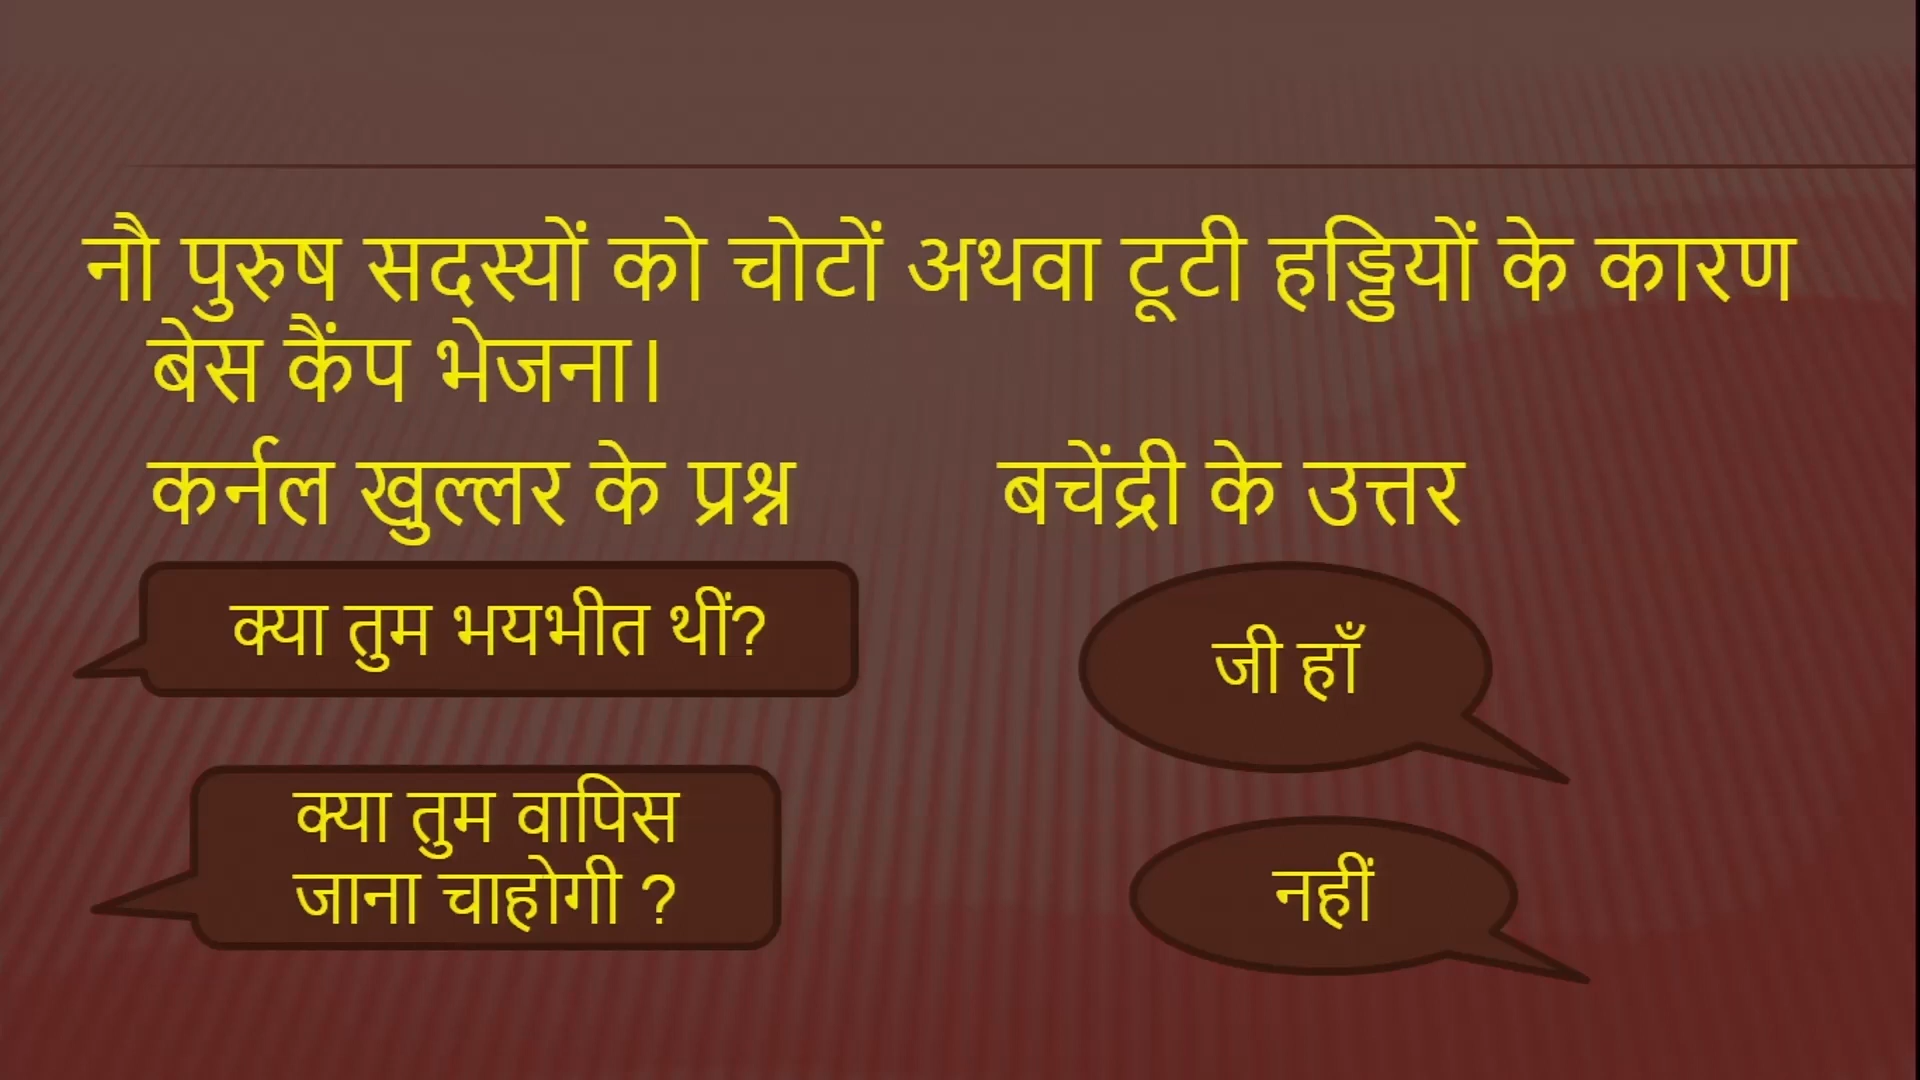 नौ पुरुष सदस्यों को चोटों अथवा टूटी हड्डियों के कारण
बेस कैंप भेजना।
कर्नल खुल्लर के प्रश्न बचेंद्री के उत्तर
क्या तुम भयभीत थीं?
जी हाँ
क्या तुम वापिस
जाना चाहोगी ?
नहीं